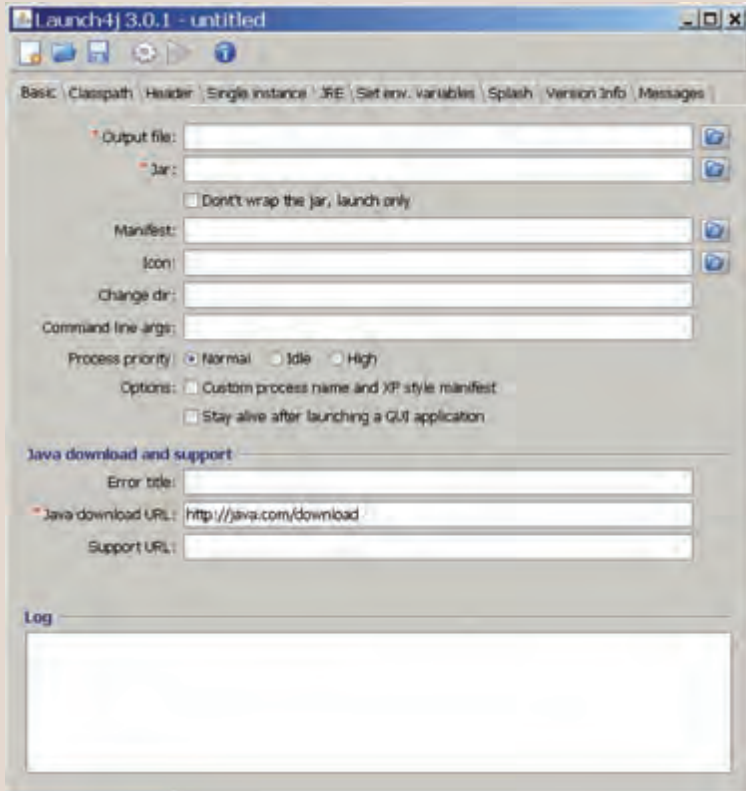 Launch4j 3.0.1 - untitled
Basic Classpath Header Single instance JRE Set env. variables Splash Version Info Messages
* Output file:
* Jar:
Dont't wrap the jar, launch only
Manifest:
Icon:
Change dir:
Command line args:
Process priority: Normal Idle High
Options: Custom process name and XP style manifest
Stay alive after launching a GUI application
Java download and support
Error title:
* Java download URL: http://java.com/download
Support URL:
Log